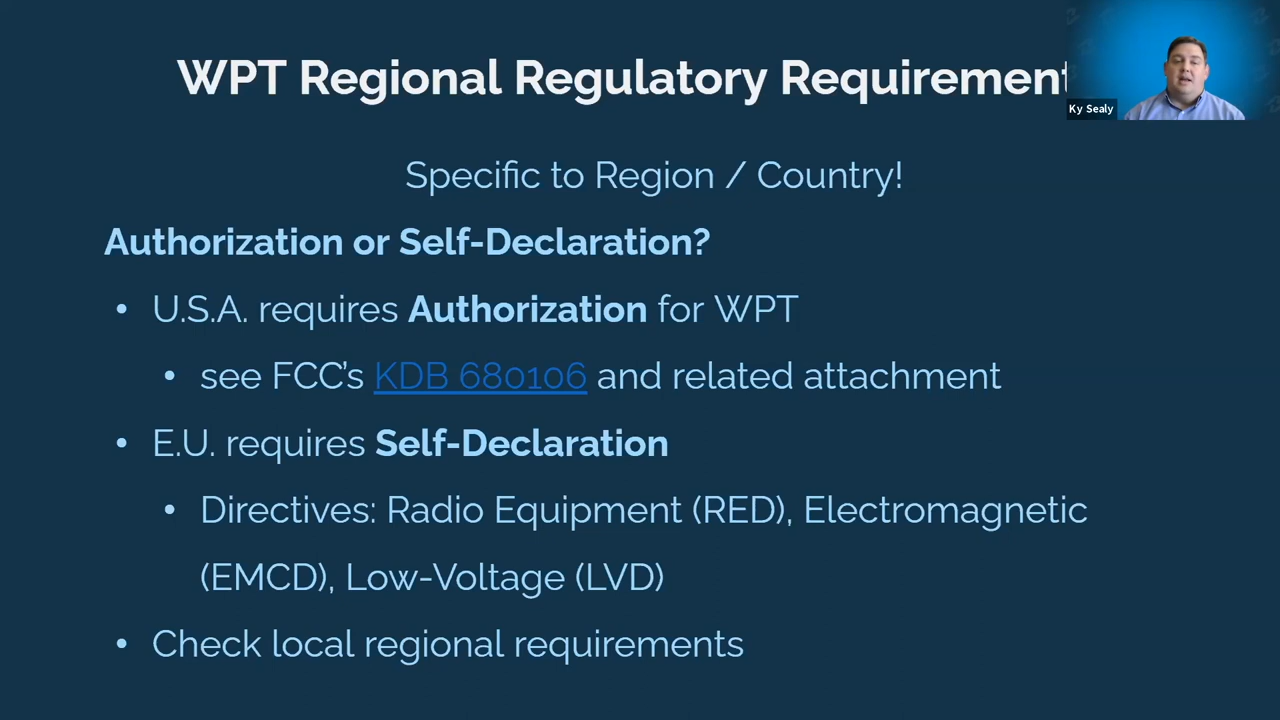 WPT Regional Regulatory Requirement
Ky Sealy
Specific to Region / Country!
Authorization or Self-Declaration?
• U.S.A. requires Authorization for WPT
• see FCC's KDB 680106 and related attachment
• E.U. requires Self-Declaration
• Directives: Radio Equipment (RED), Electromagnetic
(EMCD), Low-Voltage (LVD)
• Check local regional requirements